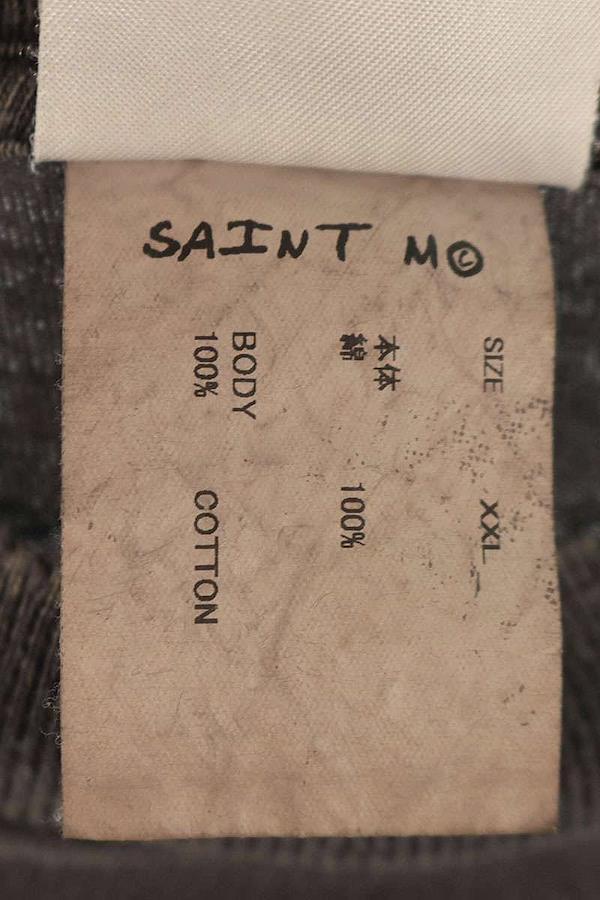 SAINT M©
SIZE XXL
本体
綿 100%
BODY
100% COTTON